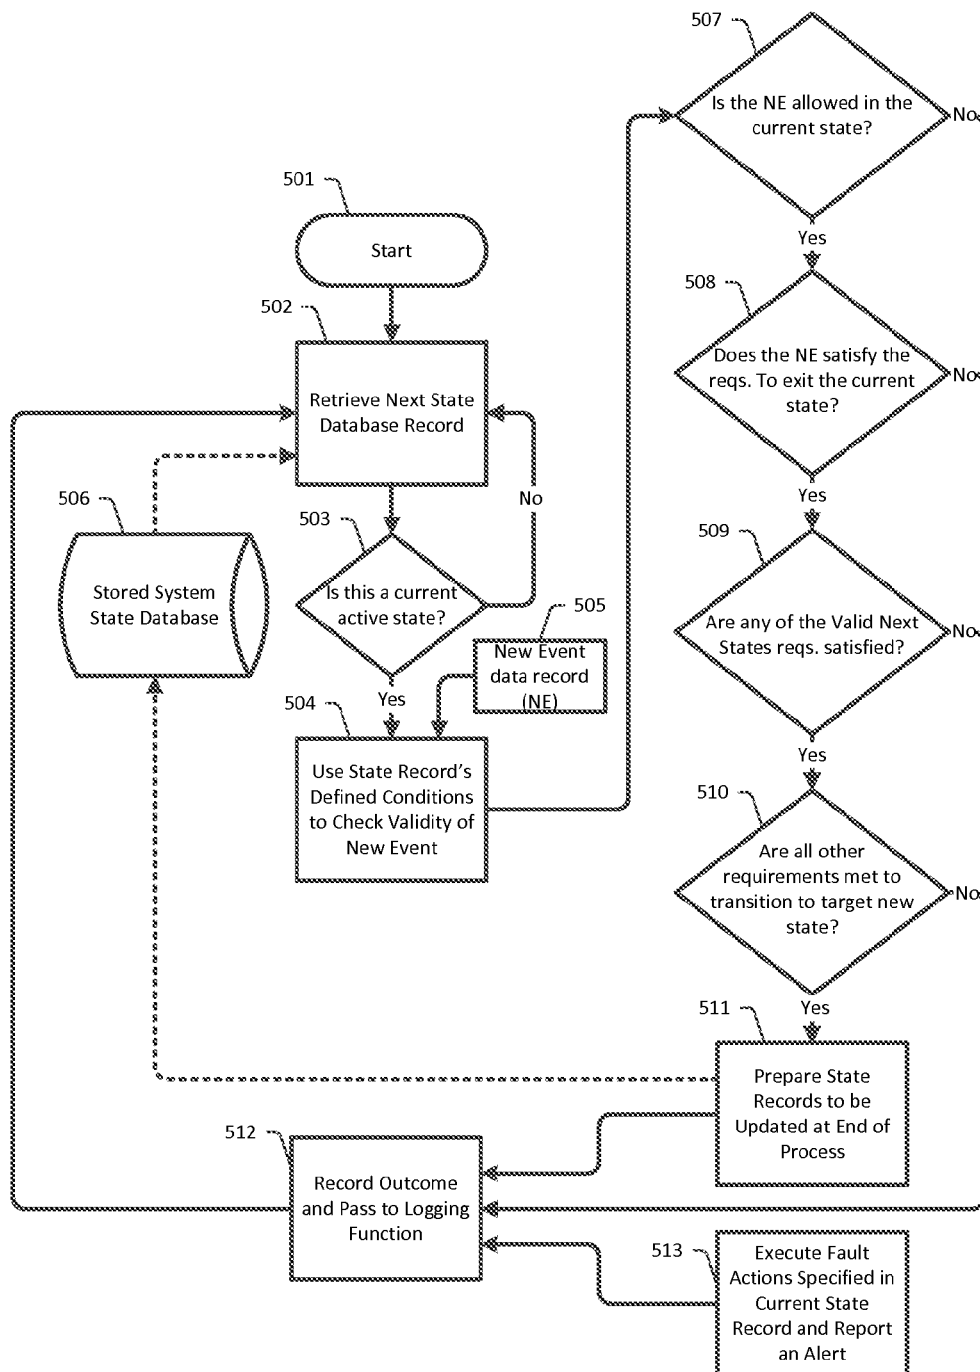 507
Is the NE allowed in the
current state?
No
Yes
501
Start
508
Does the NE satisfy the
reqs. To exit the current
state?
No
Yes
502
Retrieve Next State
Database Record
No
506
Stored System
State Database
503
Is this a current
active state?
Yes
505
New Event
data record
(NE)
504
Use State Record's
Defined Conditions
to Check Validity of
New Event
509
Are any of the Valid Next
States reqs. satisfied?
No
Yes
510
Are all other
requirements met to
transition to target new
state?
No
Yes
511
Prepare State
Records to be
Updated at End of
Process
512
Record Outcome
and Pass to Logging
Function
513
Execute Fault
Actions Specified in
Current State
Record and Report
an Alert